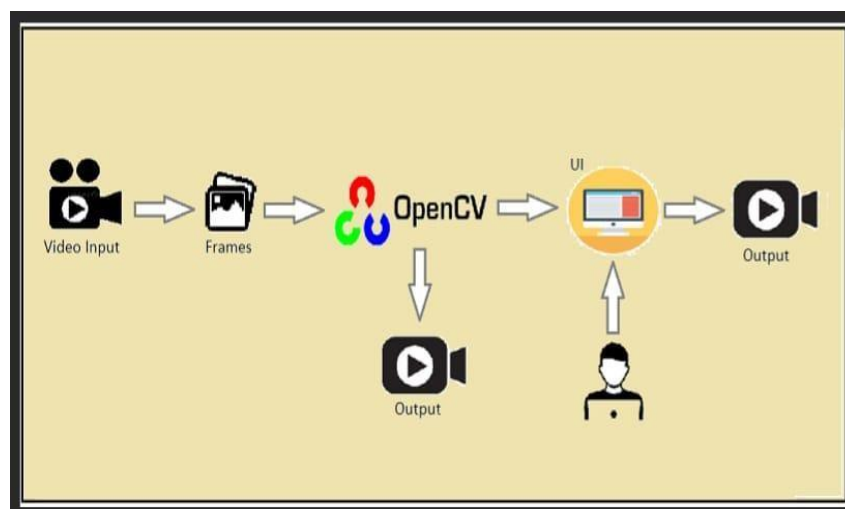 UI
OpenCV
Video Input
Frames
Output
Output